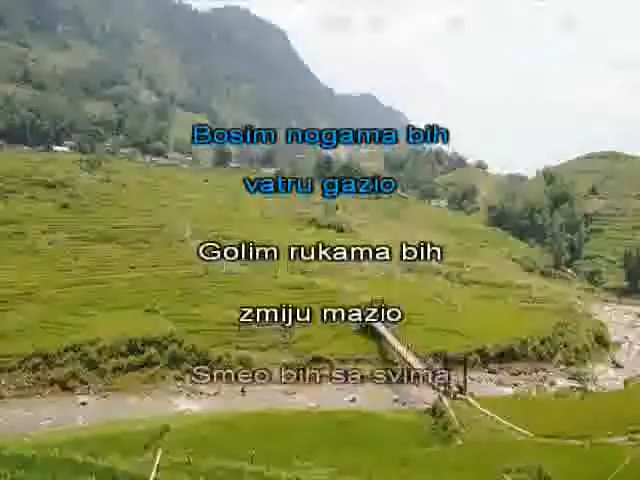 Bosim nogama bih
vatru gazio
Golim rukama bih
zmiju mazio
Smeo bih sa svima